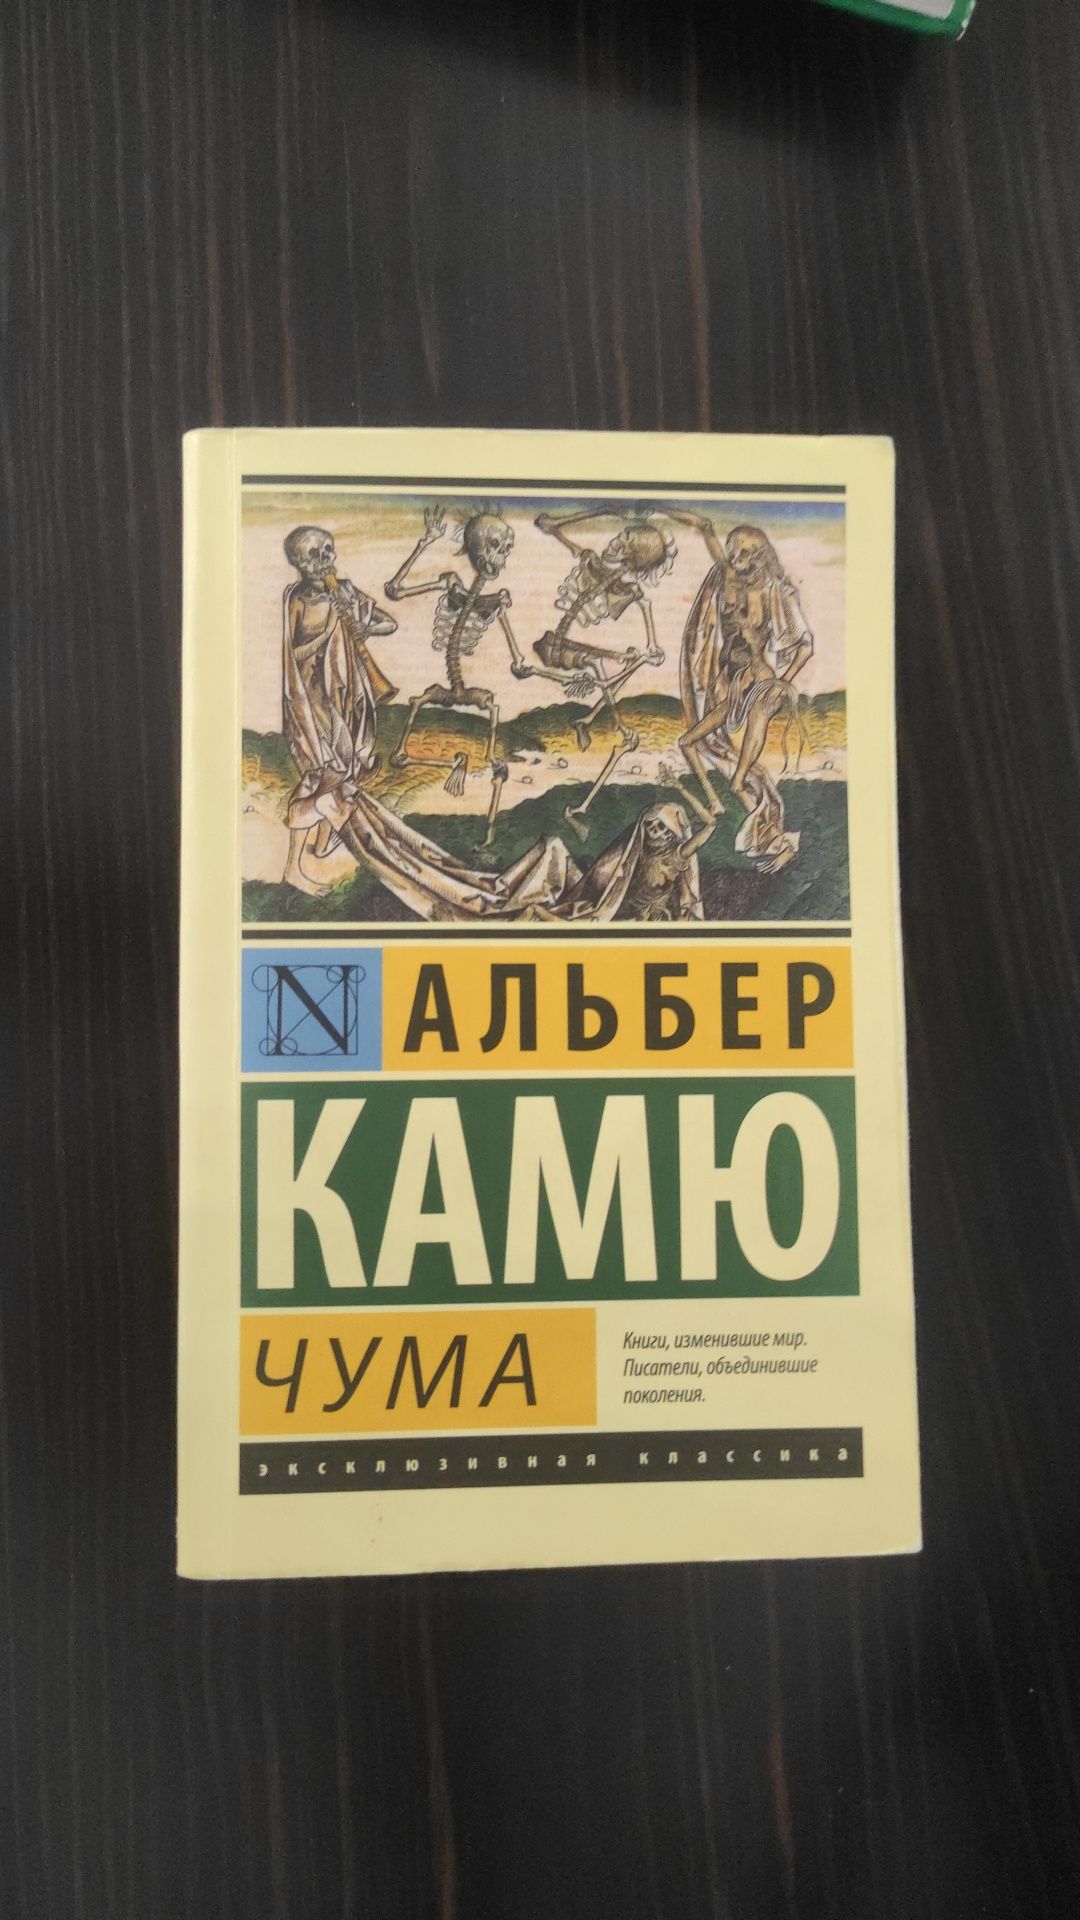 N АЛЬБЕР
КАМЮ
ЧУМА
Книги, изменившие мир.
Писатели, объединившие
поколения.
эксклюзивная классика